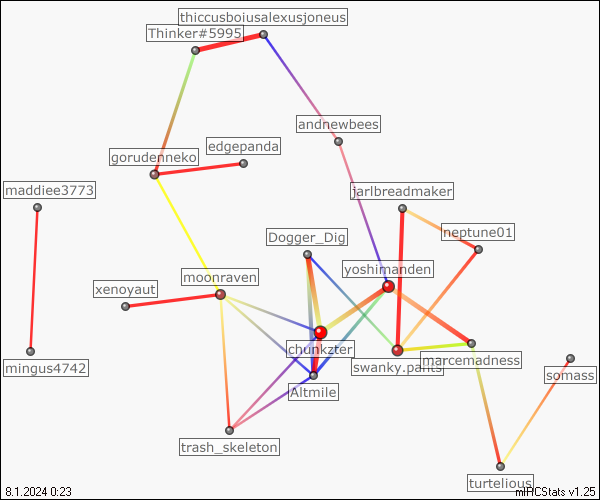 thiccusboiusalexusjoneus
Thinker#5995
andnewbees
edgepanda
gorudenneko
maddiee3773
jarlbreadmaker
neptune01
Dogger_Dig
yoshimanden
moonraven
xenoyaut
chunkzter
marcemadness
swanky.pants
mingus4742
somass
Altmile
trash_skeleton
turtelious
8.1.2024 0:23
mIRCStats v1.25